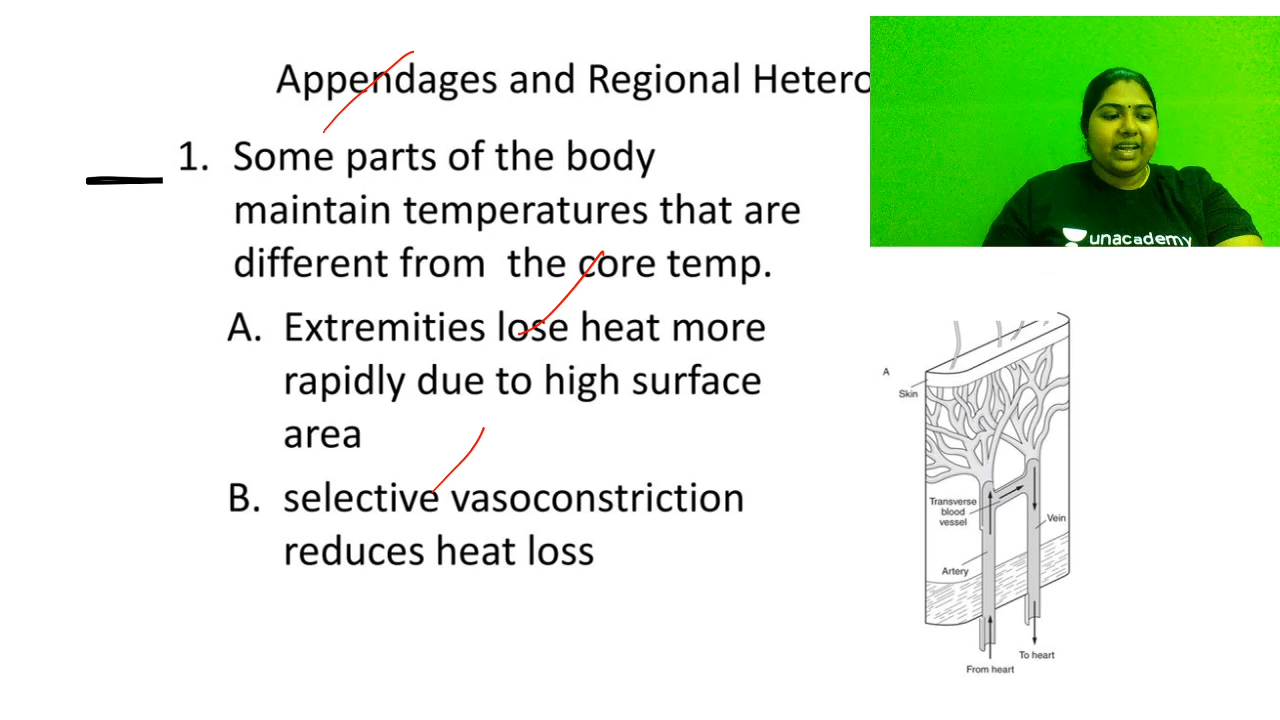 Appendages and Regional Hetero
1. Some parts of the body
maintain temperatures that are
different from the core temp.
A. Extremities lose heat more
rapidly due to high surface
area
B. selective vasoconstriction
reduces heat loss
unacademy
A
Skin
Transverse
blood
vessel
Vein
Artery
To heart
From heart